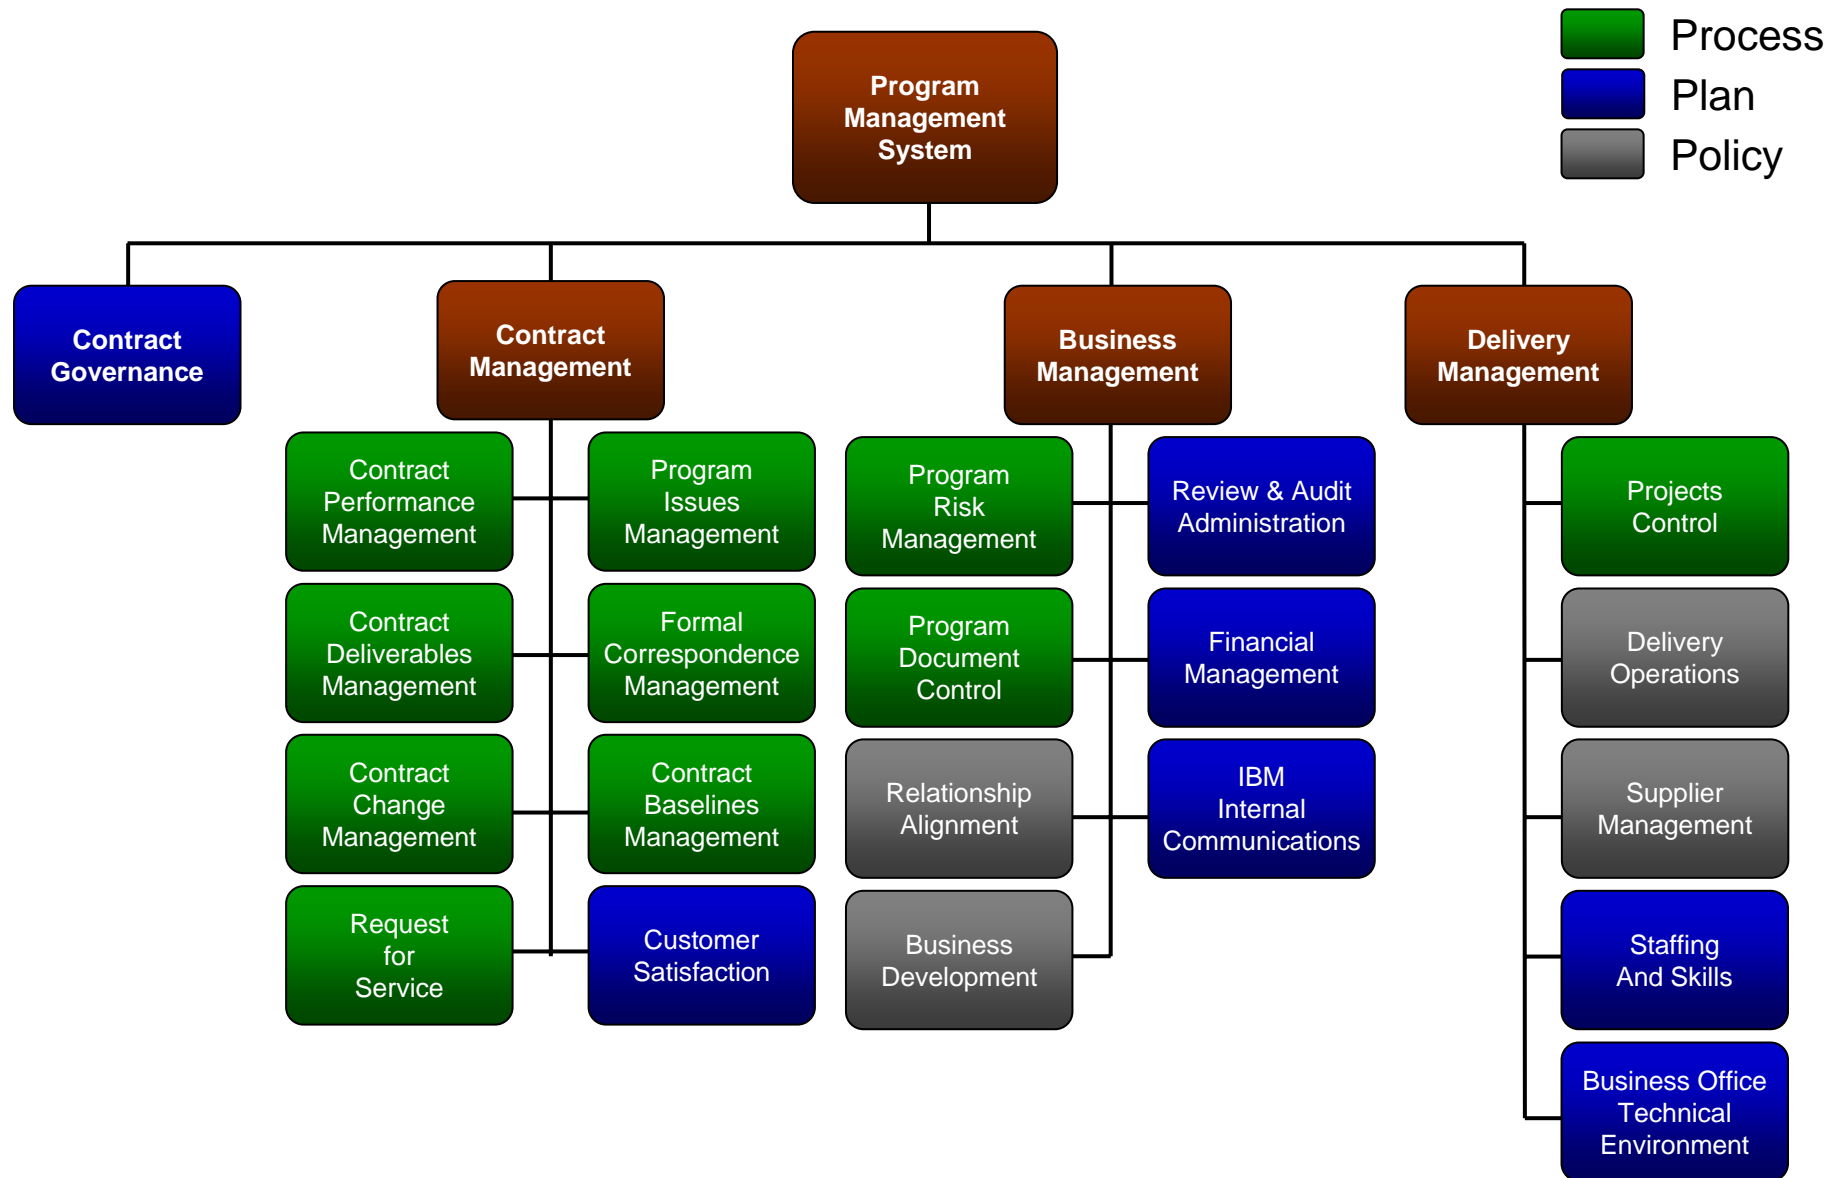 Process
Plan
Policy
Program
Management
System
Contract
Governance
Contract
Management
Business
Management
Delivery
Management
Contract
Performance
Management
Program
Issues
Management
Contract
Deliverables
Management
Formal
Correspondence
Management
Contract
Change
Management
Contract
Baselines
Management
Request
for
Service
Customer
Satisfaction
Program
Risk
Management
Review & Audit
Administration
Program
Document
Control
Financial
Management
Relationship
Alignment
IBM
Internal
Communications
Business
Development
Projects
Control
Delivery
Operations
Supplier
Management
Staffing
And Skills
Business Office
Technical
Environment